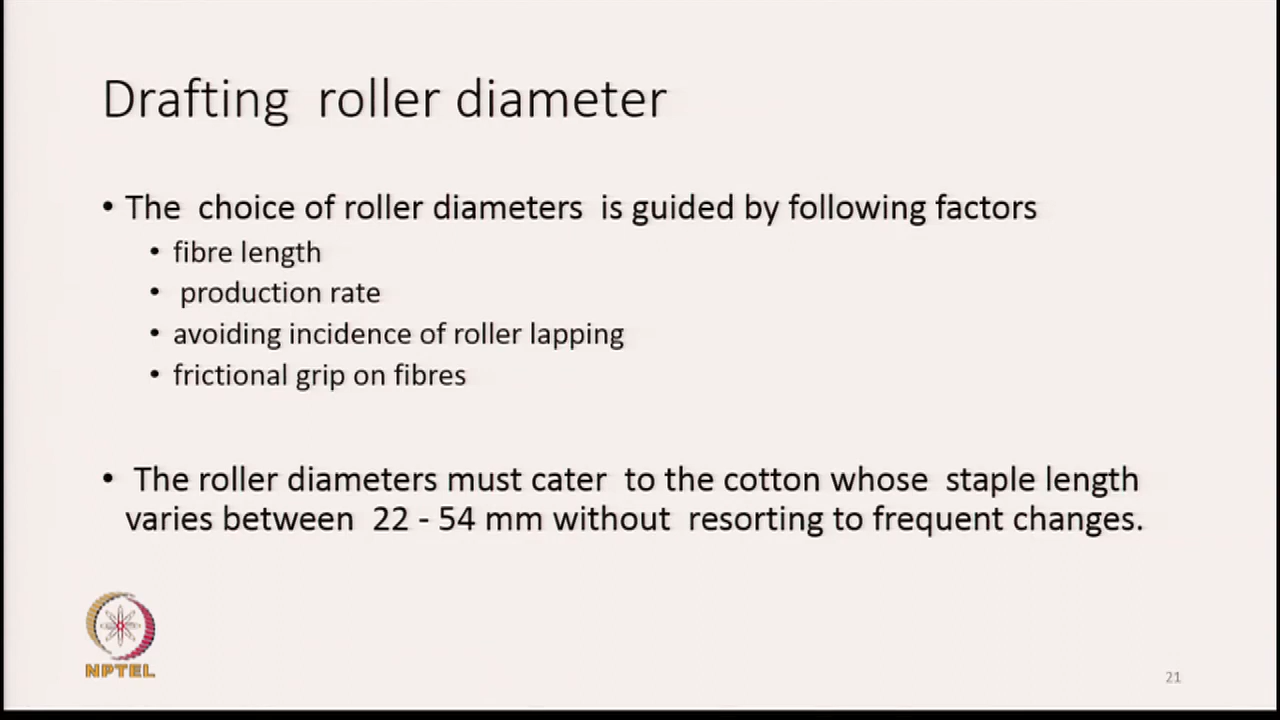 Drafting roller diameter
• The choice of roller diameters is guided by following factors
• fibre length
• production rate
• avoiding incidence of roller lapping
• frictional grip on fibres
• The roller diameters must cater to the cotton whose staple length
varies between 22 - 54 mm without resorting to frequent changes.
NPTEL
21